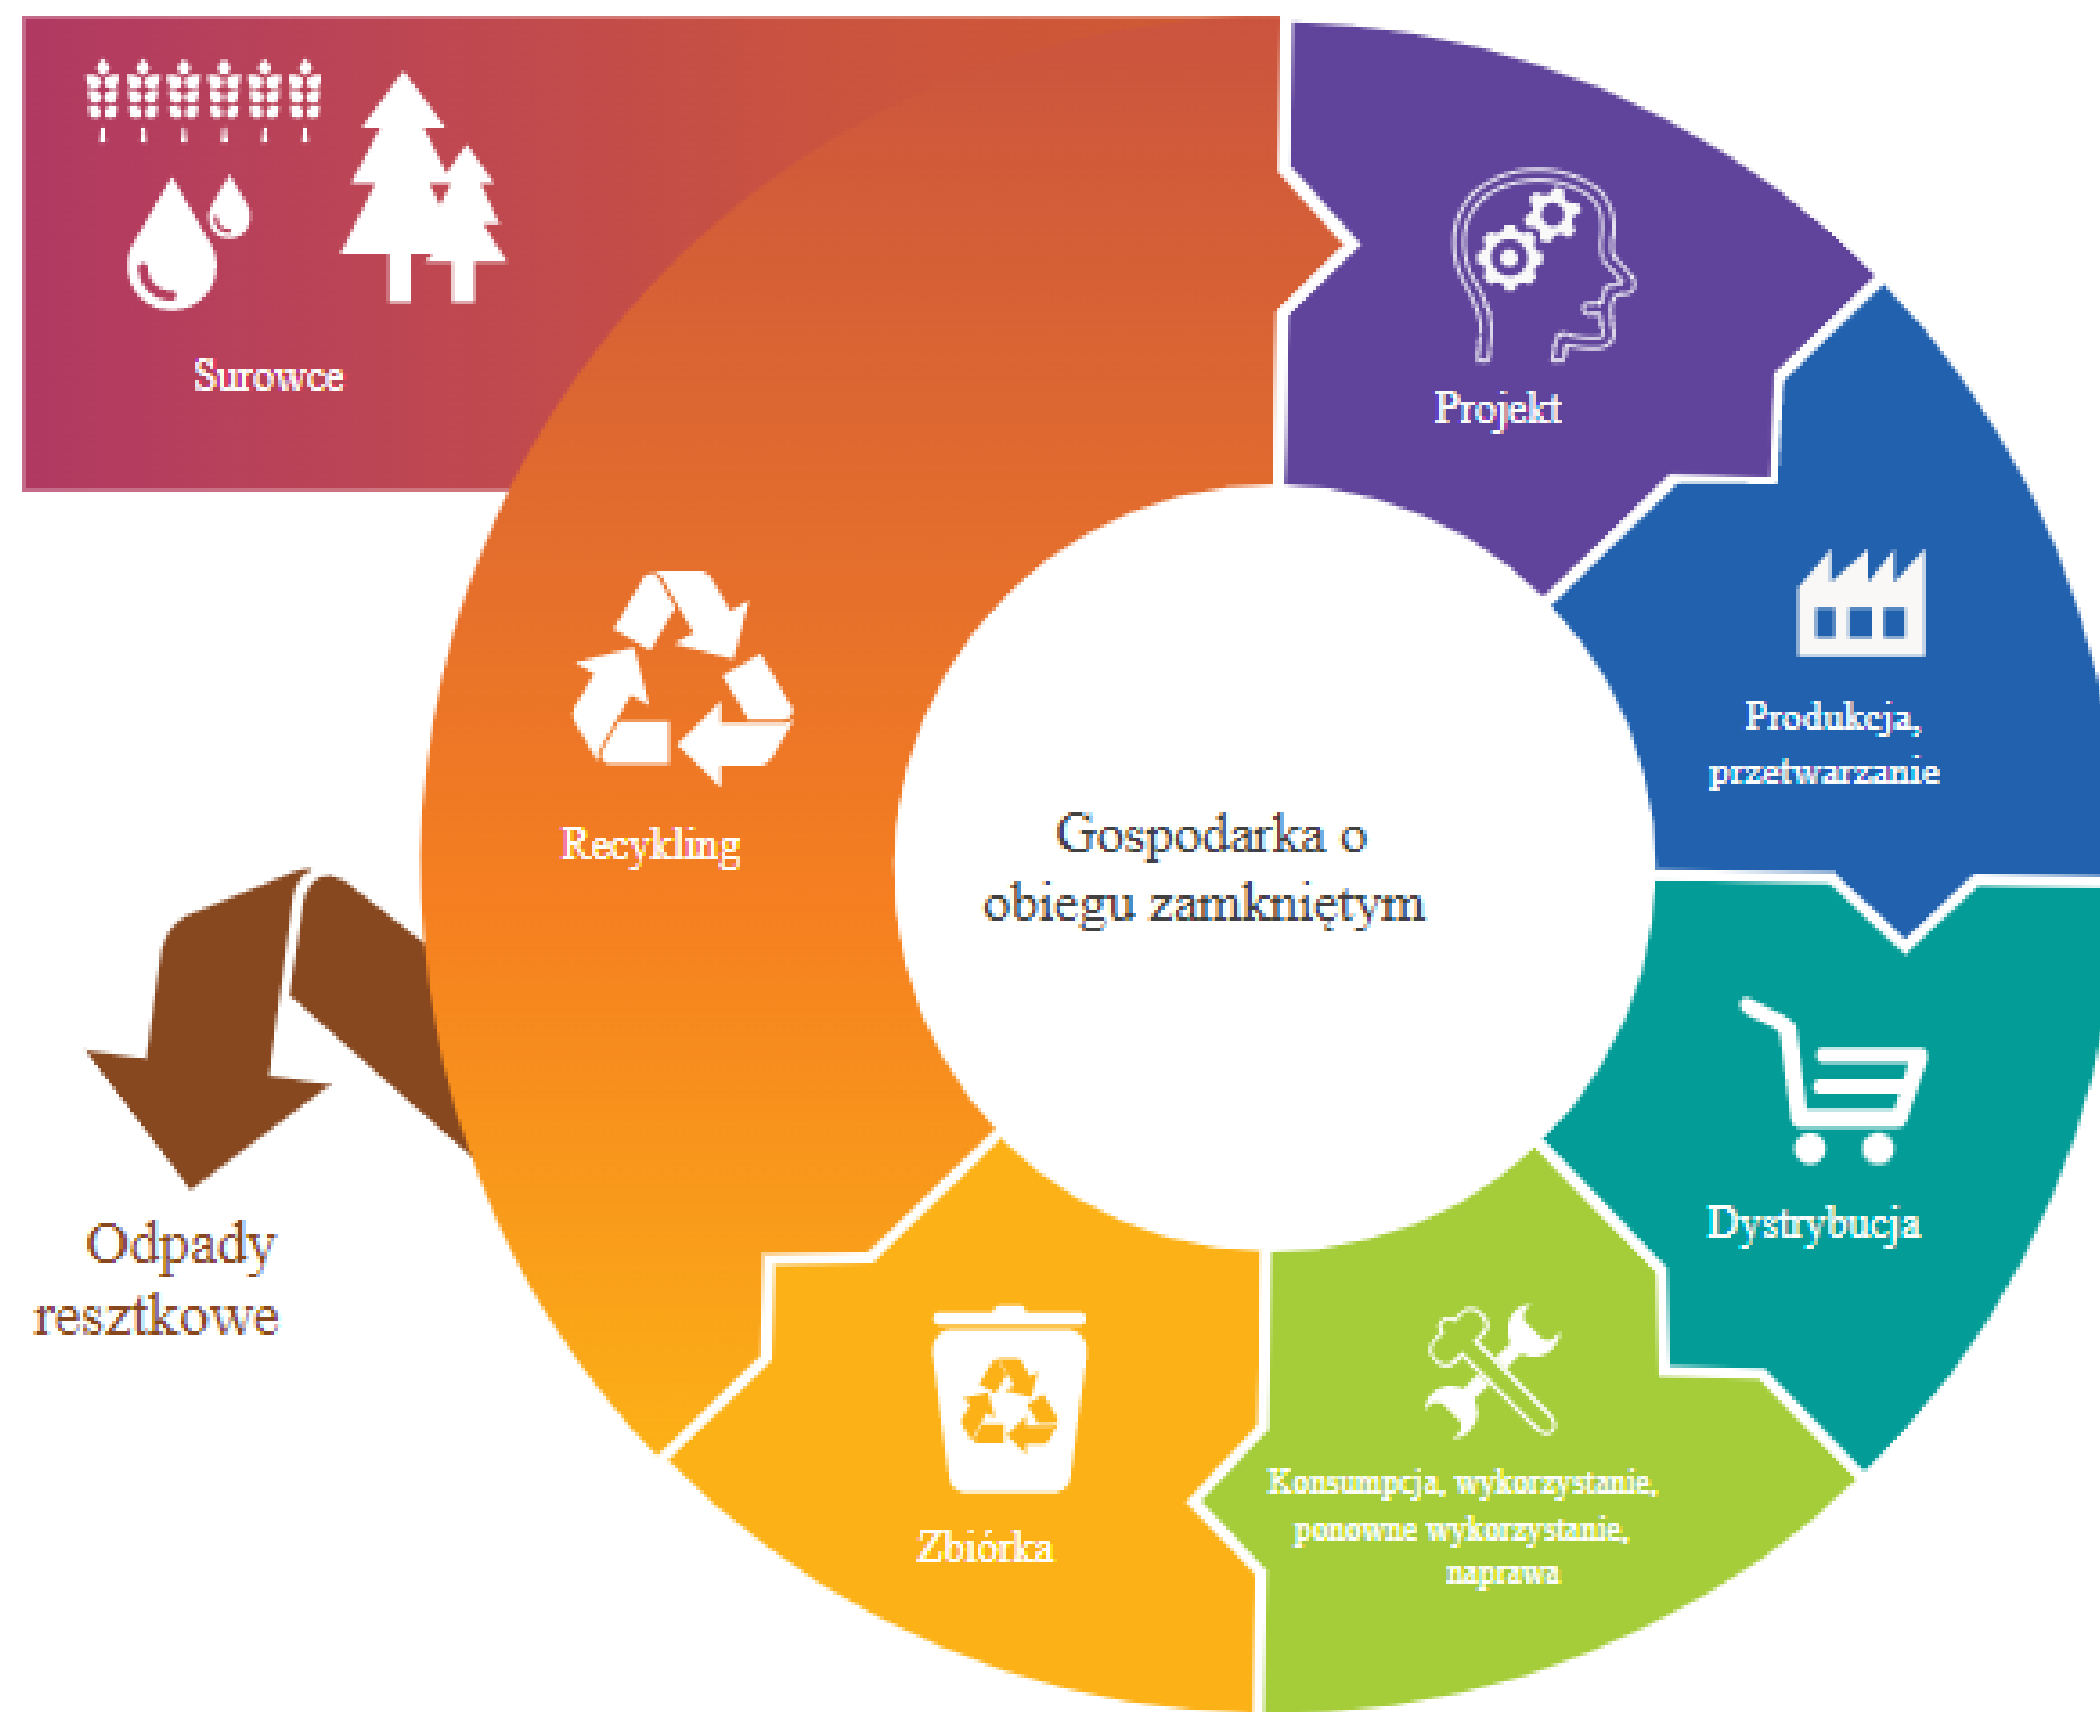 Surowce
Projekt
Produkcja,
przetwarzanie
Recykling
Gospodarka o
obiegu zamkniętym
Dystrybucja
Odpady
resztkowe
Konsumpcja, wykorzystanie,
ponowne wykorzystanie,
naprawa
Zbiórka